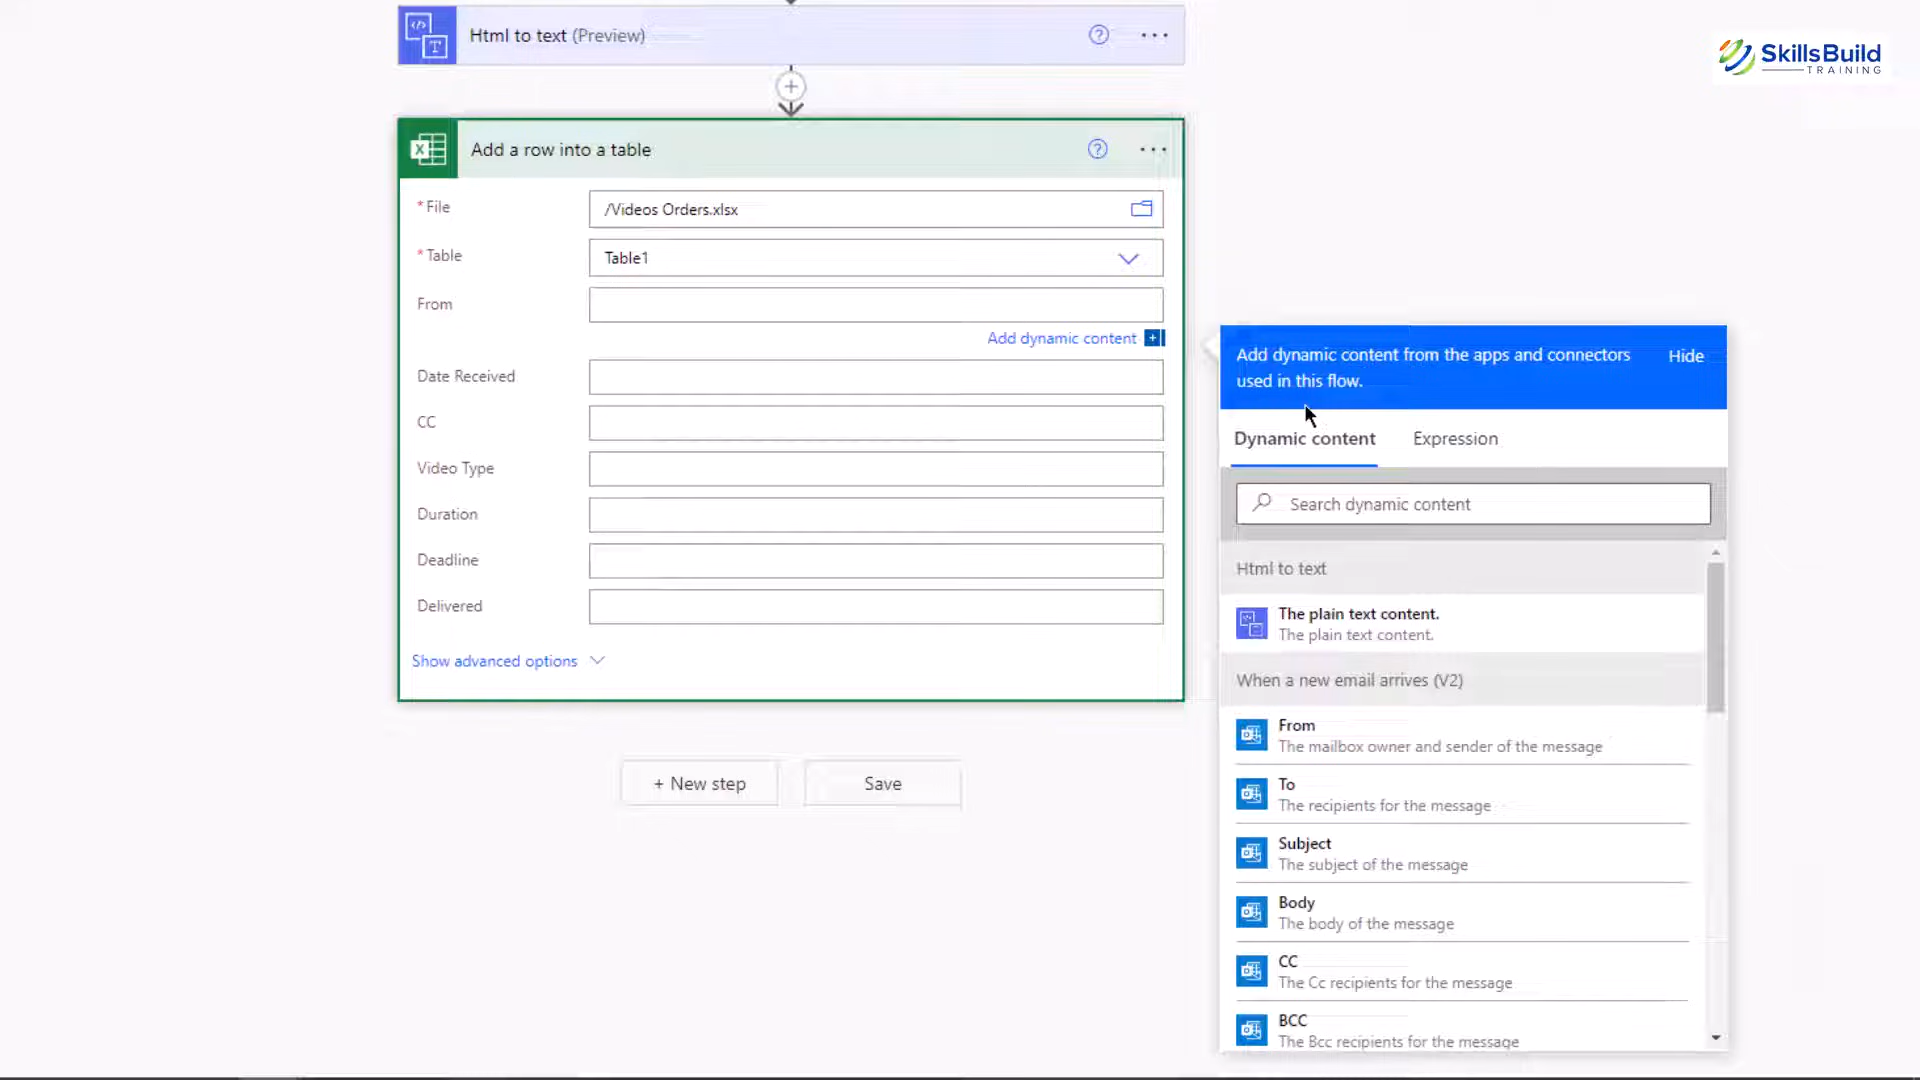 Html to text (Preview)
SkillsBuild
TRAINING
Add a row into a table
* File
/Videos Orders.xlsx
* Table
Table1
From
Add dynamic content
Date Received
CC
Video Type
Duration
Deadline
Delivered
Show advanced options
+ New step
Save
Add dynamic content from the apps and connectors
used in this flow.
Hide
Dynamic content
Expression
Search dynamic content
Html to text
The plain text content.
The plain text content.
When a new email arrives (V2)
From
The mailbox owner and sender of the message
To
The recipients for the message
Subject
The subject of the message
Body
The body of the message
CC
The Cc recipients for the message
BCC
The Bcc recipients for the message